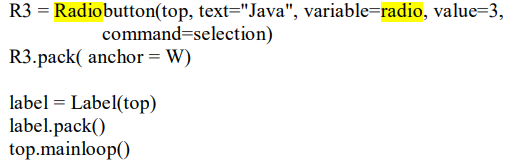 R3 = Radiobutton(top, text="Java", variable=radio, value=3,
command=selection)
R3.pack( anchor = W)
label = Label(top)
label.pack()
top.mainloop()